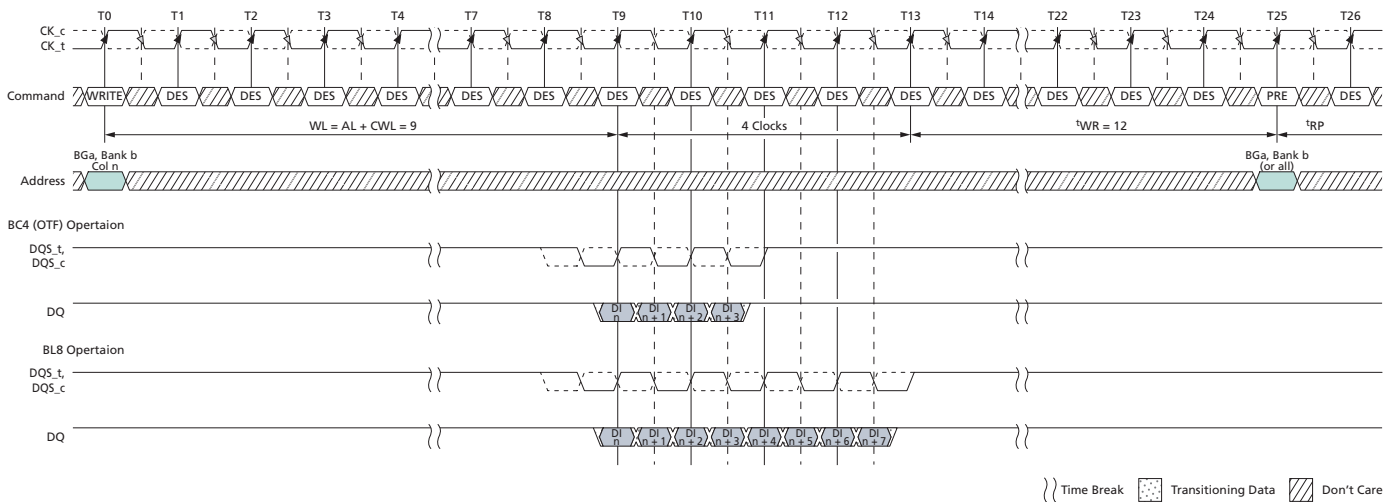 T0 T1 T2 T3 T4 T7 T8 T9 T10 T11 T12 T13 T14 T22 T23 T24 T25 T26
CK_c
CK_t
Command WRITE DES DES DES DES DES DES DES DES DES DES DES DES DES DES DES PRE DES
WL = AL + CWL = 9 4 Clocks tWR = 12 tRP
BGa, Bank b
Col n
BGa, Bank b
(or all)
Address
BC4 (OTF) Opertaion
DQS_t,
DQS_c
DQ DI n DI n + 1 DI n + 2 DI n + 3
BL8 Opertaion
DQS_t,
DQS_c
DQ DI n DI n + 1 DI n + 2 DI n + 3 DI n + 4 DI n + 5 DI n + 6 DI n + 7
Time Break Transitioning Data Don't Care